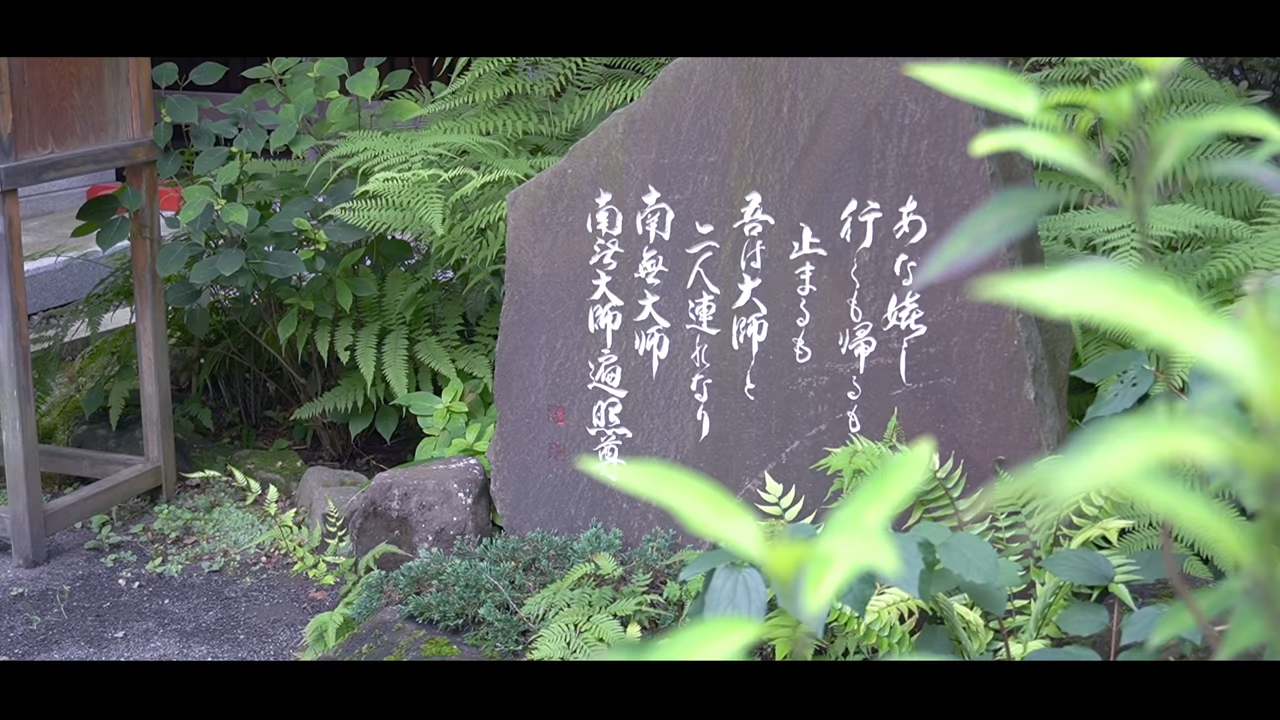 あな嬉し
行くも帰るも
止まるも
吾は大師と
二人連れなり
南無大師
南無大師遍照尊